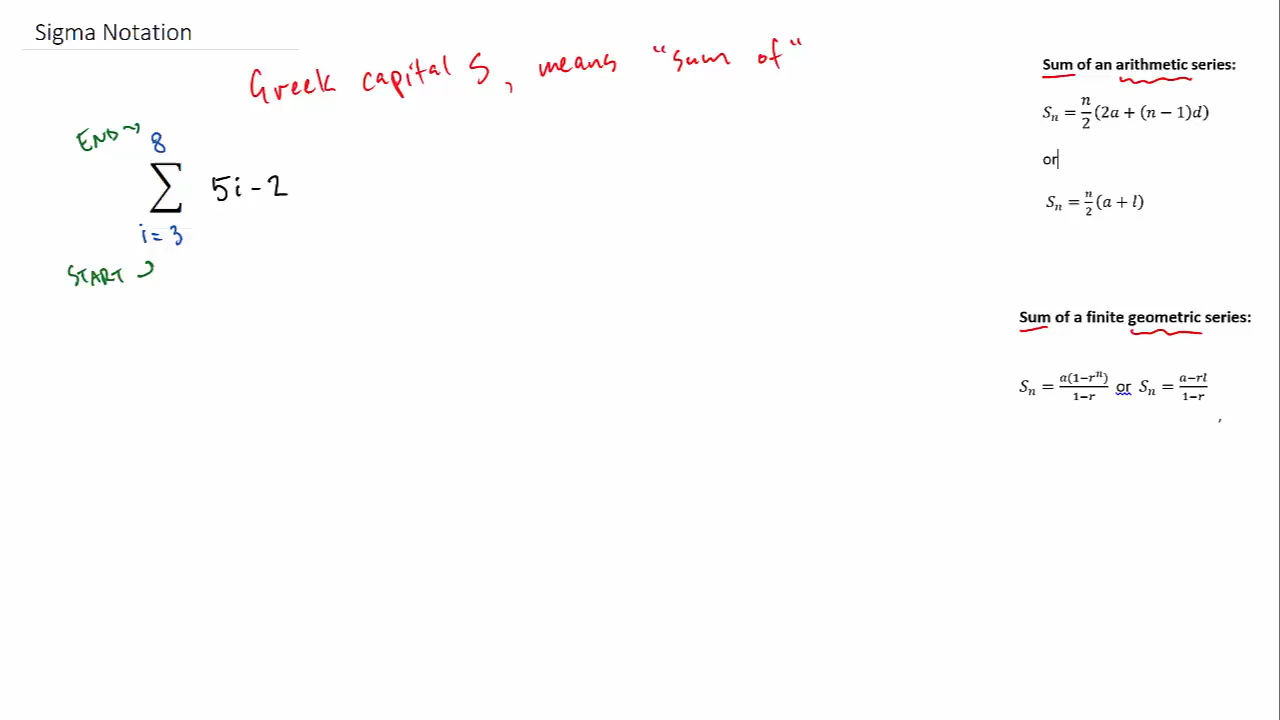 Sigma Notation
Greek capital S, means "sum of"
END →
8
∑ 5i - 2
i = 3
START
Sum of an arithmetic series:
Sₙ = n/2 (2a + (n − 1)d)
or
Sₙ = n/2 (a + l)
Sum of a finite geometric series:
Sₙ = a(1−rⁿ)/1−r or Sₙ = a−rl/1−r